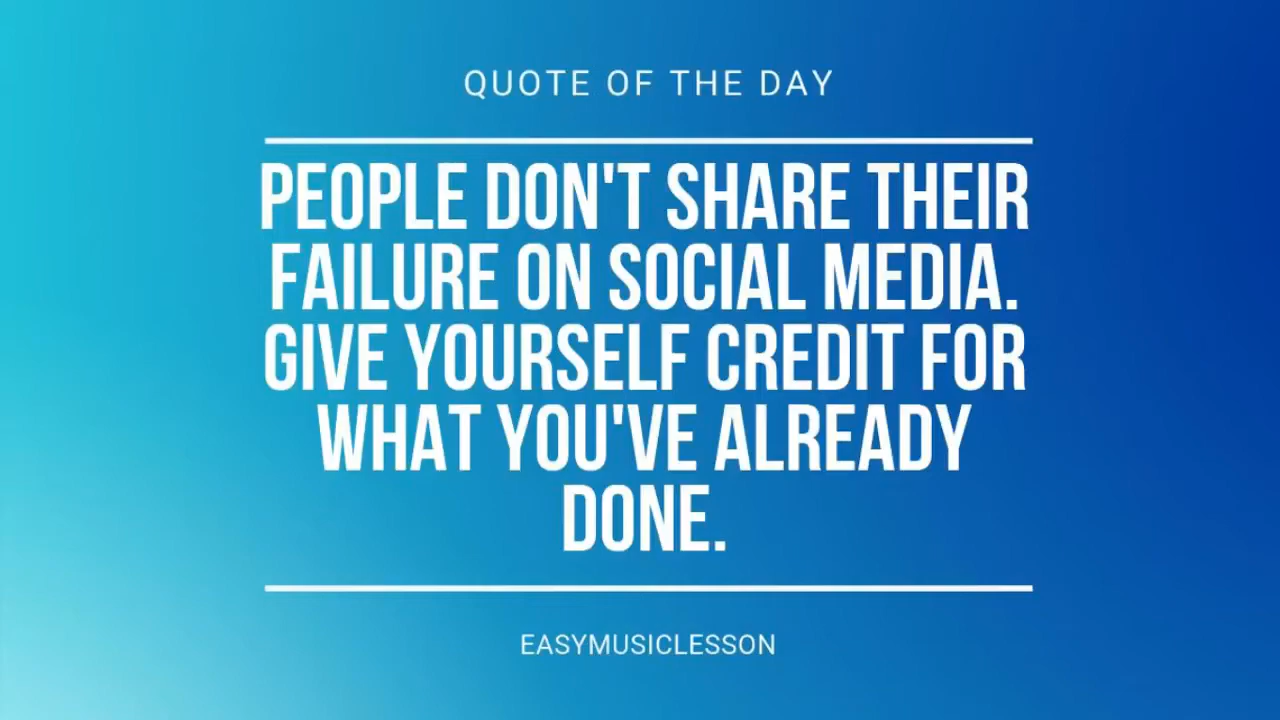 QUOTE OF THE DAY
PEOPLE DON'T SHARE THEIR
FAILURE ON SOCIAL MEDIA.
GIVE YOURSELF CREDIT FOR
WHAT YOU'VE ALREADY
DONE.
EASYMUSICLESSON